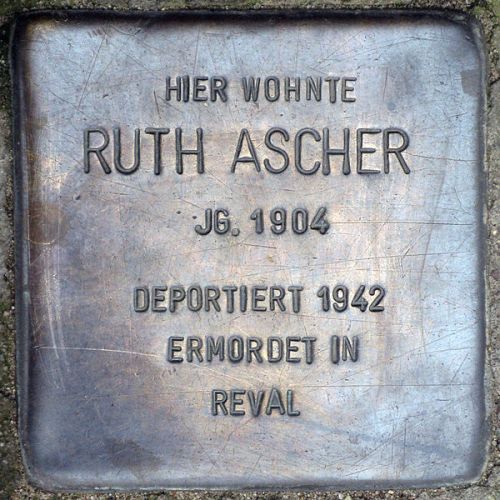 HIER WOHNTE
RUTH ASCHER
JG. 1904
DEPORTIERT 1942
ERMORDET IN
REVAL